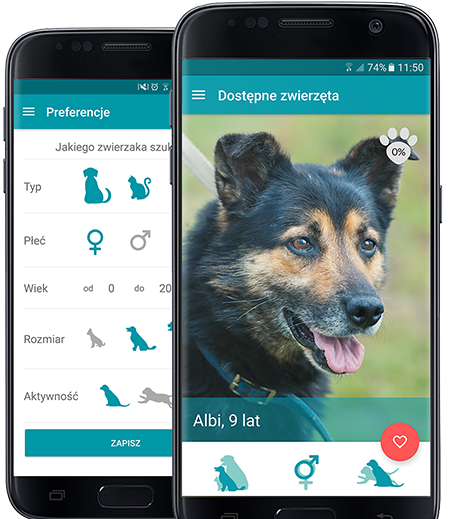 Preferencje
Jakiego zwierzaka szuk
Typ
Płeć
Wiek od 0 do 20
Rozmiar
Aktywność
ZAPISZ
74% 11:50
Dostępne zwierzęta
0%
Albi, 9 lat